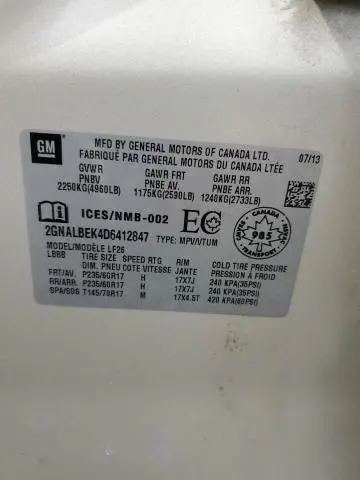 GM
MFD BY GENERAL MOTORS OF CANADA LTD. 07/13
FABRIQUÉ PAR GENERAL MOTORS DU CANADA LTÉE
GVWR GAWR FRT GAWR RR
PNBV PNBE AV. PNBE ARR.
2250KG(4960LB) 1175KG(2590LB) 1240KG(2733LB)
ICES/NMB-002 EC
CANADA
905
TRANSPORT
2GNALBEK4D6412847 TYPE: MPV/VTUM
MODEL/MODÈLE LF26
LBBB TIRE SIZE SPEED RTG RIM COLD TIRE PRESSURE
DIM. PNEU COTE VITESSE JANTE PRESSION À FROID
FRT/AV. P235/60R17 H 17X7J 240 KPA(35PSI)
RR/ARR. P235/60R17 H 17X7J 240 KPA(35PSI)
SPA/SDS T145/70R17 M 17X4.5T 420 KPA(60PSI)